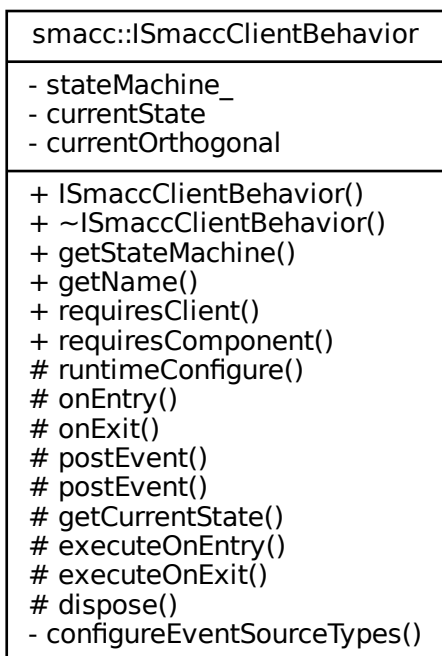 smacc::ISmaccClientBehavior
- stateMachine_
- currentState
- currentOrthogonal
+ ISmaccClientBehavior()
+ ~ISmaccClientBehavior()
+ getStateMachine()
+ getName()
+ requiresClient()
+ requiresComponent()
# runtimeConfigure()
# onEntry()
# onExit()
# postEvent()
# postEvent()
# getCurrentState()
# executeOnEntry()
# executeOnExit()
# dispose()
- configureEventSourceTypes()